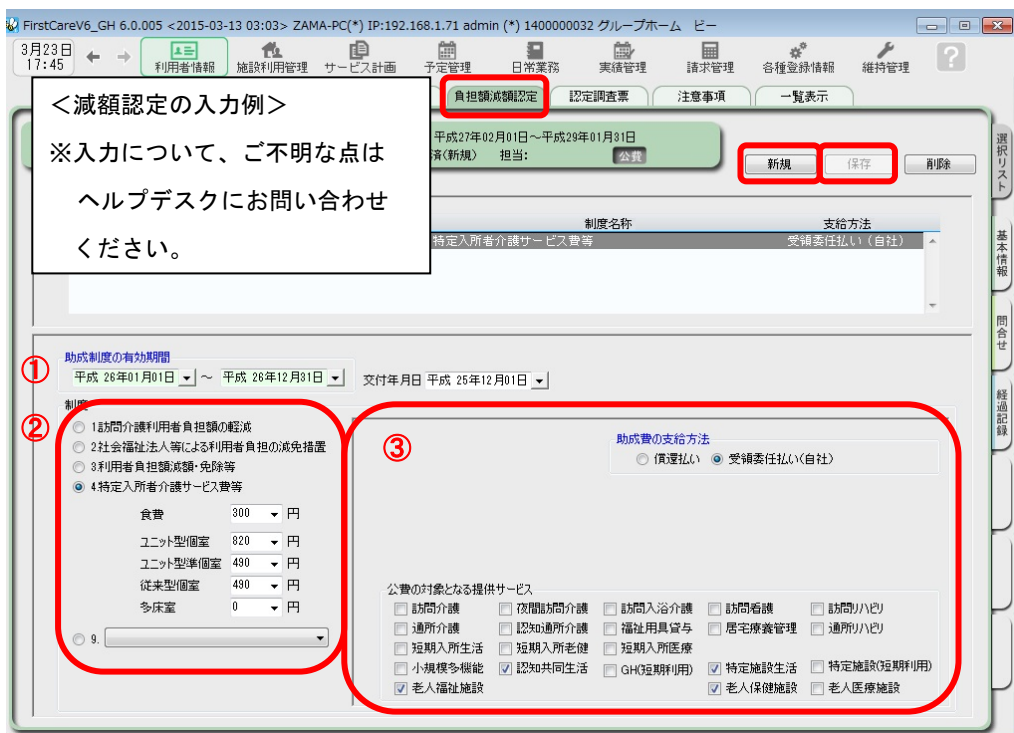 FirstCareV6_GH 6.0.005 <2015-03-13 03:03> ZAMA-PC(*) IP:192.168.1.71 admin (*) 1400000032 グループホーム ビー
3月23日
17:45
← →
利用者情報 施設利用管理 サービス計画 予定管理 日常業務 実績管理 請求管理 各種登録情報 維持管理 ?
負担額減額認定 認定調査票 注意事項 一覧表示
<減額認定の入力例>
※入力について、ご不明な点は
ヘルプデスクにお問い合わせ
ください。
平成27年02月01日~平成29年01月31日
(新規) 担当: 公費
新規 保存 削除
選択リスト
基本情報
問合せ
経過記録
制度名称 支給方法
特定入所者介護サービス費等 受領委任払い(自社)
①
助成制度の有効期間
平成 26年01月01日 ~ 平成 26年12月31日 交付年月日 平成 25年12月01日
②
1.訪問介護利用者負担額の軽減
2.社会福祉法人等による利用者負担の減免措置
3.利用者負担額減額・免除等
4.特定入所者介護サービス費等
食費 300 円
ユニット型個室 820 円
ユニット型準個室 490 円
従来型個室 490 円
多床室 0 円
9.
③
助成費の支給方法
償還払い 受領委任払い(自社)
公費の対象となる提供サービス
訪問介護 夜間訪問介護 訪問入浴介護 訪問看護 訪問リハビリ
通所介護 認知通所介護 福祉用具貸与 居宅療養管理 通所リハビリ
短期入所生活 短期入所老健 短期入所医療
小規模多機能 認知共同生活 GH(短期利用) 特定施設生活 特定施設(短期利用)
老人福祉施設 老人保健施設 老人医療施設